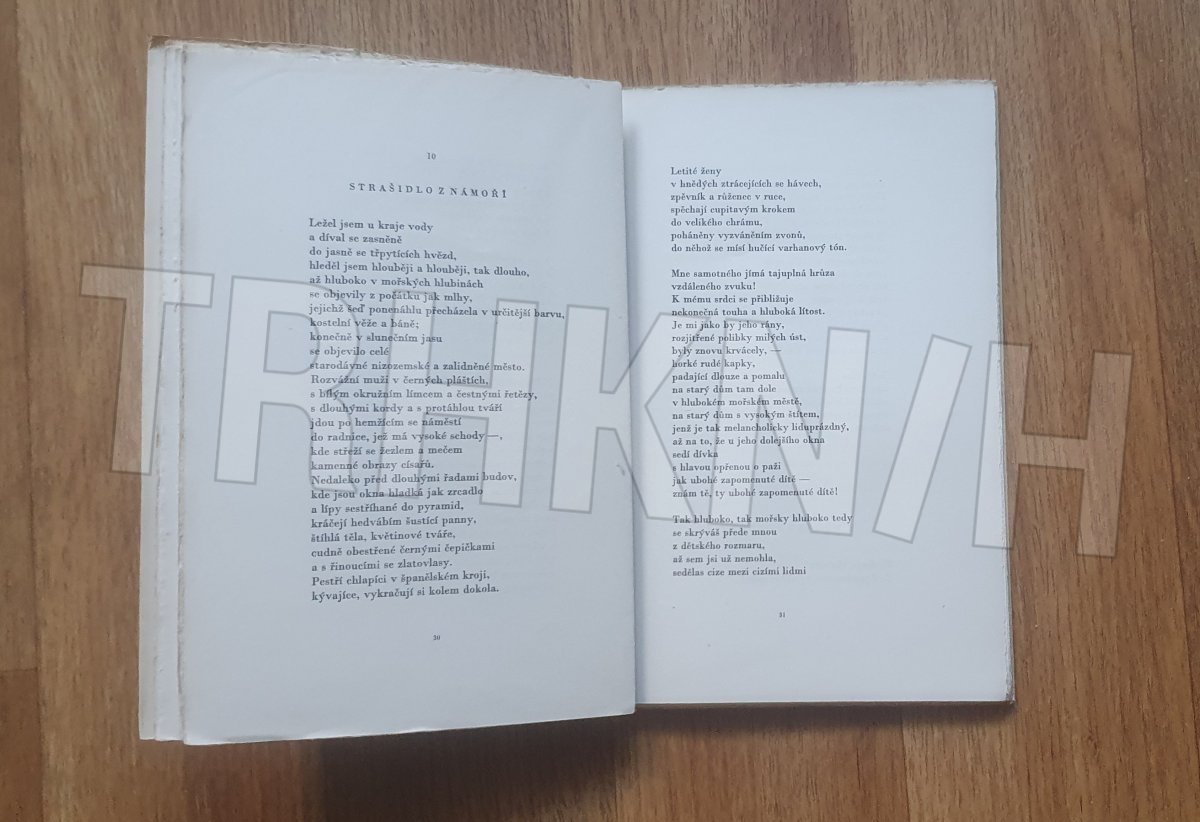 10
STRAŠIDLO Z NÁMOŘÍ
Ležel jsem u kraje vody
a díval se zasněně
do jasně se třpytících hvězd,
hleděl jsem hlouběji a hlouběji, tak dlouho,
až hluboko v mořských hlubinách
se objevily z počátku jak mlhy,
jejichž šeď ponenáhlu přecházela v určitější barvu,
kostelní věže a báně;
konečně v slunečním jasu
se objevilo celé
starodávné nizozemské a zalidněné město.
Rozvážní muži v černých pláštích,
s bílým okružním límcem a čestnými řetězy,
s dlouhými kordy a s protáhlou tváří
jdou po hemžícím se náměstí
do radnice, jež má vysoké schody —,
kde střeží se žezlem a mečem
kamenné obrazy císařů.
Nedaleko před dlouhými řadami budov,
kde jsou okna hladká jak zrcadlo
a lípy sestříhané do pyramid,
kráčejí hedvábím šustící panny,
štíhlá těla, květinové tváře,
cudně obestřené černými čepičkami
a s řinoucími se zlatovlasy.
Pestří chlapíci v španělském kroji,
kývajíce, vykračují si kolem dokola.
30
Letité ženy
v hnědých ztrácejících se hávech,
zpěvník a růženec v ruce,
spěchají cupitavým krokem
do velikého chrámu,
poháněny vyzváněním zvonů,
do něhož se mísí hučící varhanový tón.
Mne samotného jímá tajuplná hrůza
vzdáleného zvuku!
K mému srdci se přibližuje
nekonečná touha a hluboká lítost.
Je mi jako by jeho rány,
rozjitřené polibky milých úst,
byly znovu krvácely, —
horké rudé kapky,
padající dlouze a pomalu
na starý dům tam dole
v hlubokém mořském městě,
na starý dům s vysokým štítem,
jenž je tak melancholicky liduprázdný,
až na to, že u jeho dolejšího okna
sedí dívka
s hlavou opřenou o paži
jak ubohé zapomenuté dítě —
znám tě, ty ubohé zapomenuté dítě!
Tak hluboko, tak mořsky hluboko tedy
se skrýváš přede mnou
z dětského rozmaru,
až sem jsi už nemohla,
sedělas cize mezi cizími lidmi
31
TRHKNIH